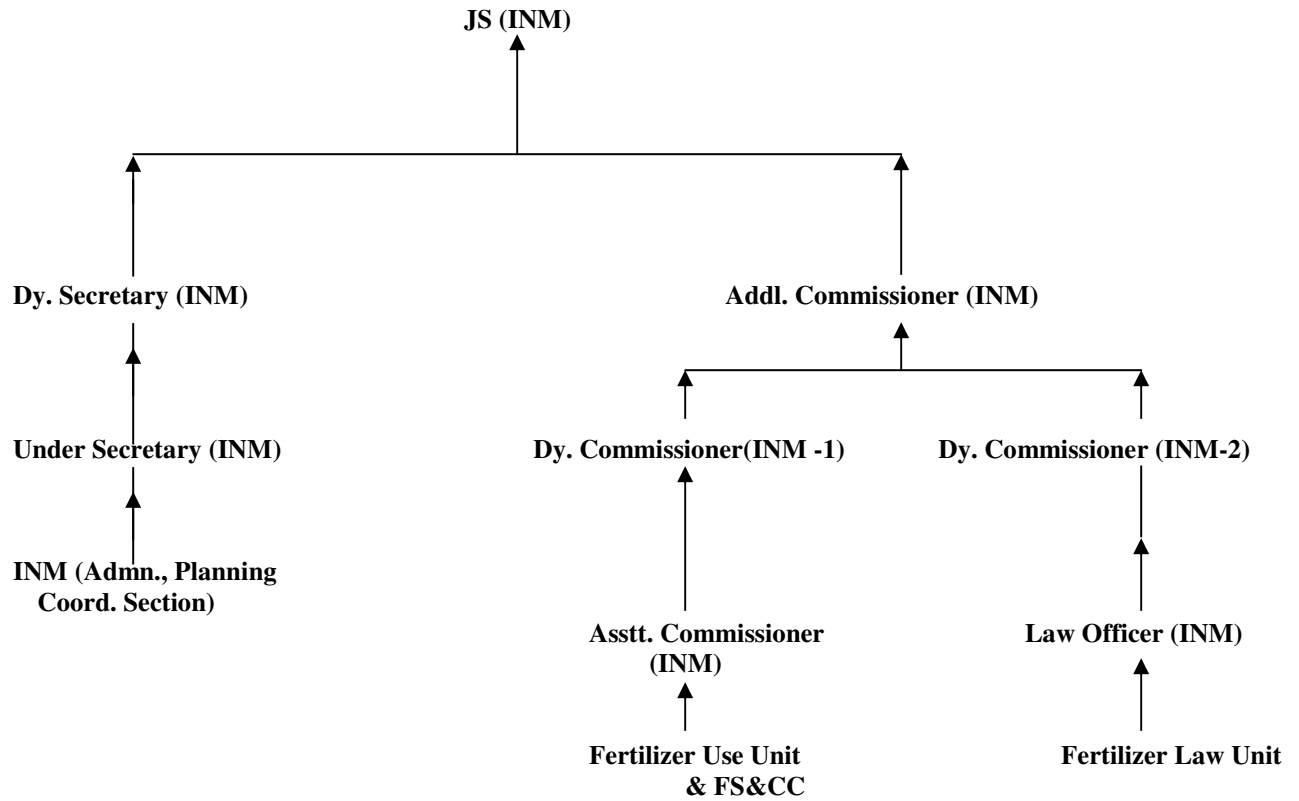 JS (INM)
Dy. Secretary (INM)
Addl. Commissioner (INM)
Under Secretary (INM)
Dy. Commissioner(INM -1)
Dy. Commissioner (INM-2)
INM (Admn., Planning
Coord. Section)
Asstt. Commissioner
(INM)
Law Officer (INM)
Fertilizer Use Unit
& FS&CC
Fertilizer Law Unit